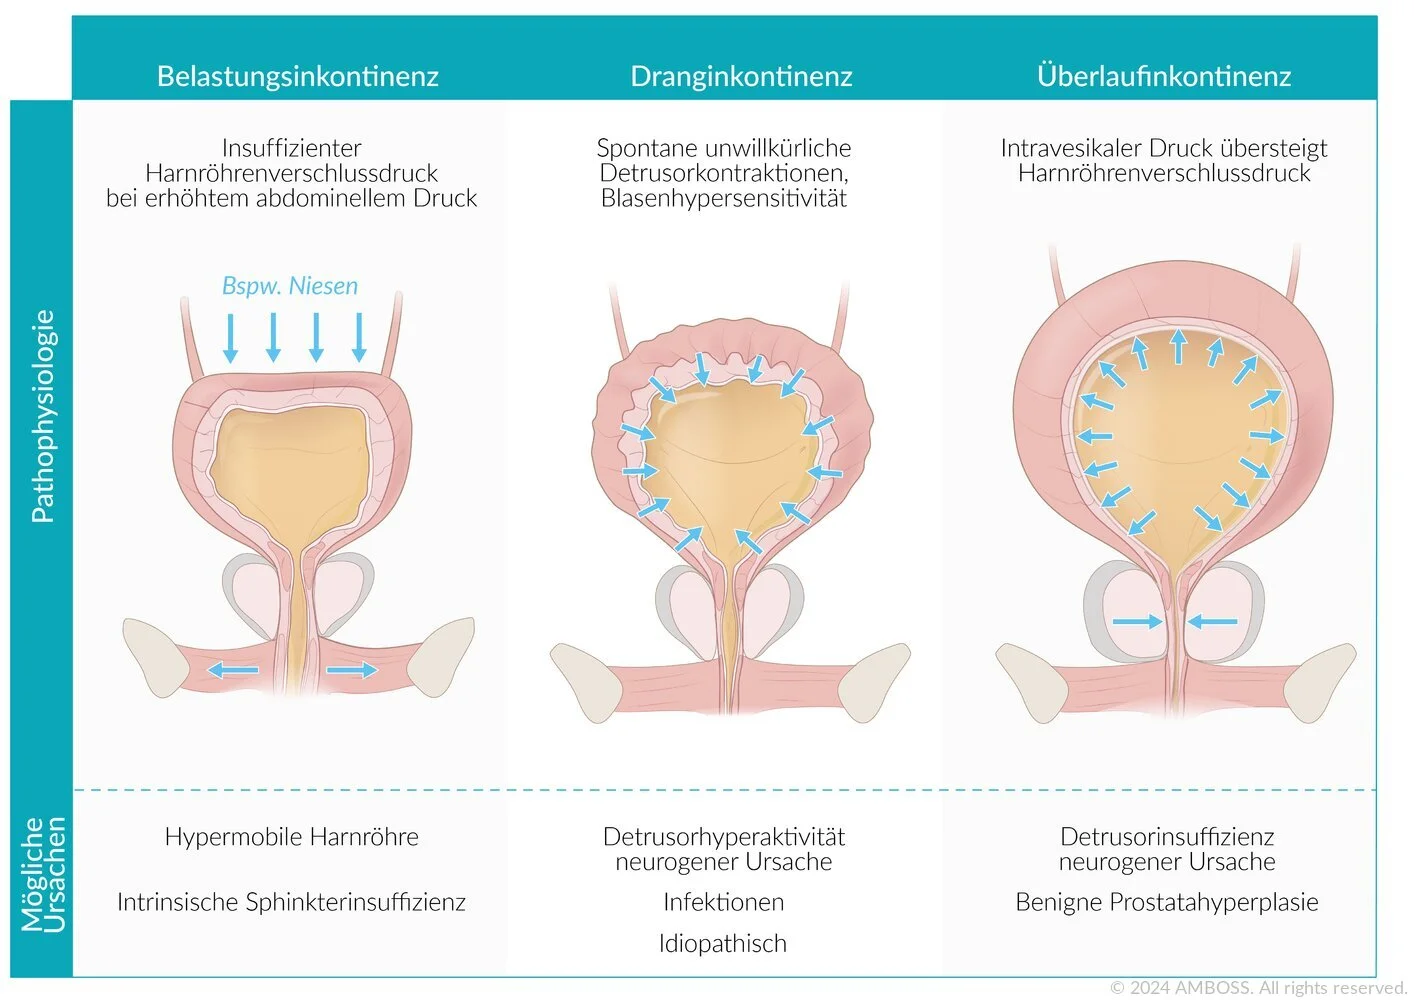 Belastungsinkontinenz
Dranginkontinenz
Überlaufinkontinenz
Pathophysiologie
Insuffizienter
Harnröhrenverschlussdruck
bei erhöhtem abdominellem Druck
Spontane unwillkürliche
Detrusorkontraktionen,
Blasenhypersensitivität
Intravesikaler Druck übersteigt
Harnröhrenverschlussdruck
Bspw. Niesen
Mögliche
Ursachen
Hypermobile Harnröhre
Intrinsische Sphinkterinsuffizienz
Detrusorhyperaktivität
neurogener Ursache
Infektionen
Idiopathisch
Detrusorinsuffizienz
neurogener Ursache
Benigne Prostatahyperplasie
© 2024 AMBOSS. All rights reserved.